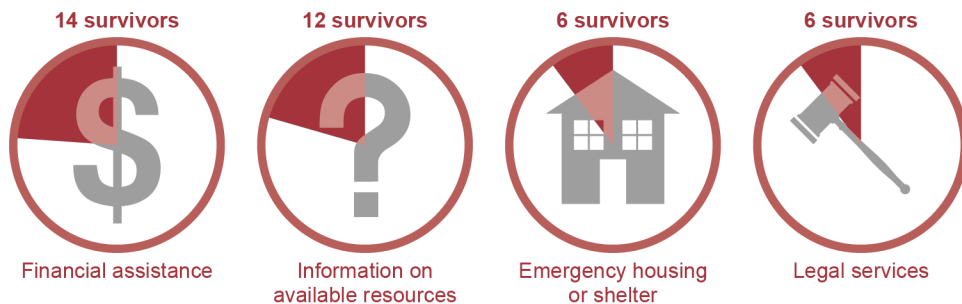 14 survivors
12 survivors
6 survivors
6 survivors
$
?
Financial assistance
Information on
available resources
Emergency housing
or shelter
Legal services